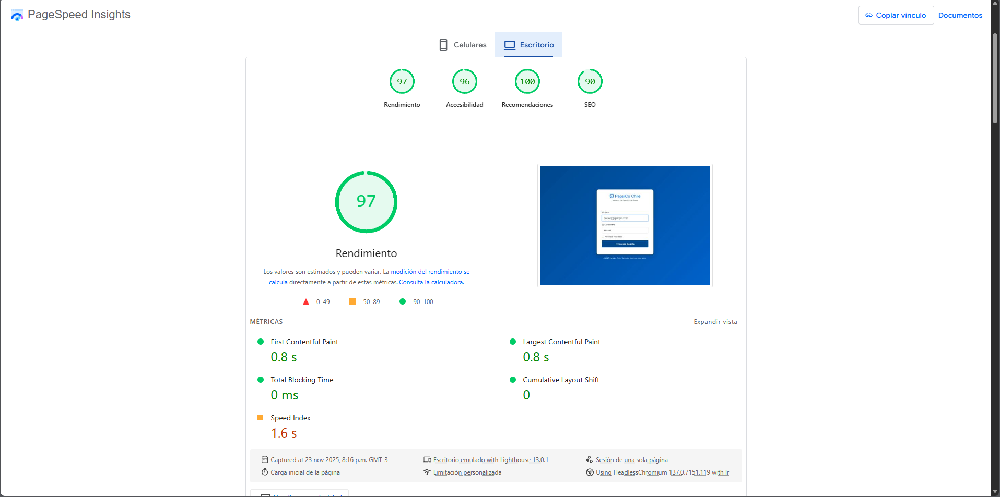 PageSpeed Insights
Copiar vínculo
Documentos
Celulares
Escritorio
97
96
100
90
Rendimiento
Accesibilidad
Recomendaciones
SEO
97
Rendimiento
Los valores son estimados y pueden variar. La medición del rendimiento se
calcula directamente a partir de estas métricas. Consulta la calculadora.
0–49
50–89
90–100
PepsiCo Chile
Email
Contraseña
Iniciar Sesión
MÉTRICAS
Expandir vista
First Contentful Paint
0.8 s
Largest Contentful Paint
0.8 s
Total Blocking Time
0 ms
Cumulative Layout Shift
0
Speed Index
1.6 s
Captured at 23 nov 2025, 8:16 p.m. GMT-3
Escritorio emulado with Lighthouse 13.0.1
Sesión de una sola página
Carga inicial de la página
Limitación personalizada
Using HeadlessChromium 137.0.7151.119 with lr